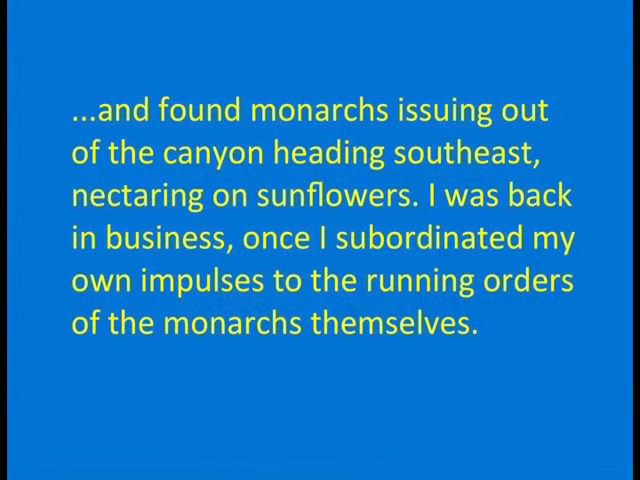 ...and found monarchs issuing out
of the canyon heading southeast,
nectaring on sunflowers. I was back
in business, once I subordinated my
own impulses to the running orders
of the monarchs themselves.